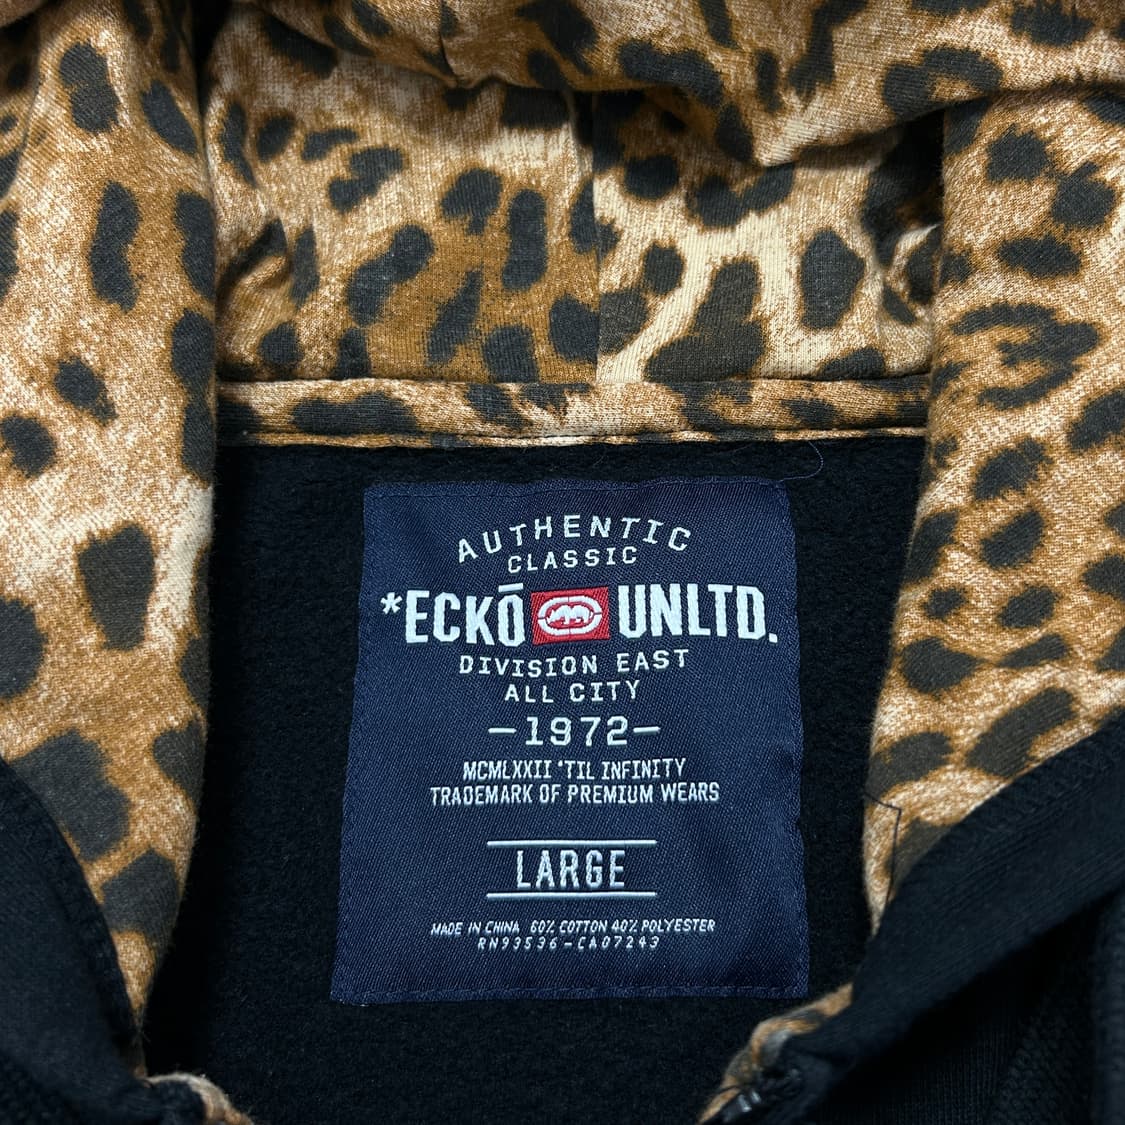 AUTHENTIC
CLASSIC
*ECKŌ UNLTD.
DIVISION EAST
ALL CITY
-1972-
MCMLXXII 'TIL INFINITY
TRADEMARK OF PREMIUM WEARS
LARGE
MADE IN CHINA 60% COTTON 40% POLYESTER
RN93536-CA07243